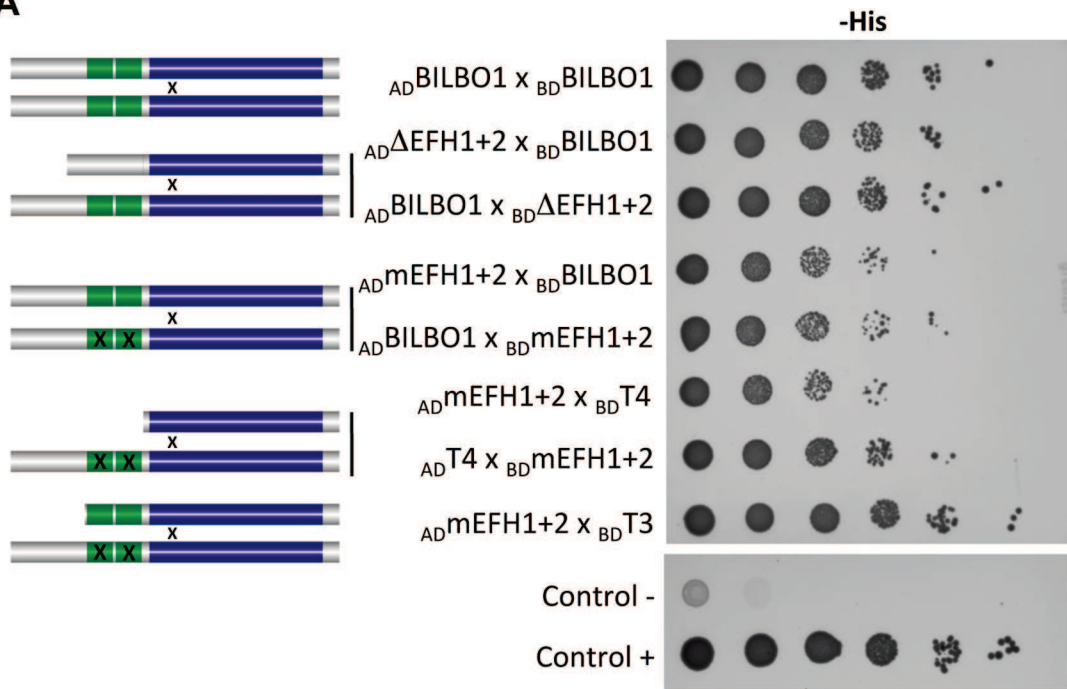 A
-His
x
ADBILBO1 x BDBILBO1
ADΔEFH1+2 x BDBILBO1
x
ADBILBO1 x BDΔEFH1+2
ADmEFH1+2 x BDBILBO1
x
X X
ADBILBO1 x BDmEFH1+2
ADmEFH1+2 x BDT4
x
X X
ADT4 x BDmEFH1+2
x
ADmEFH1+2 x BDT3
X X
Control -
Control +